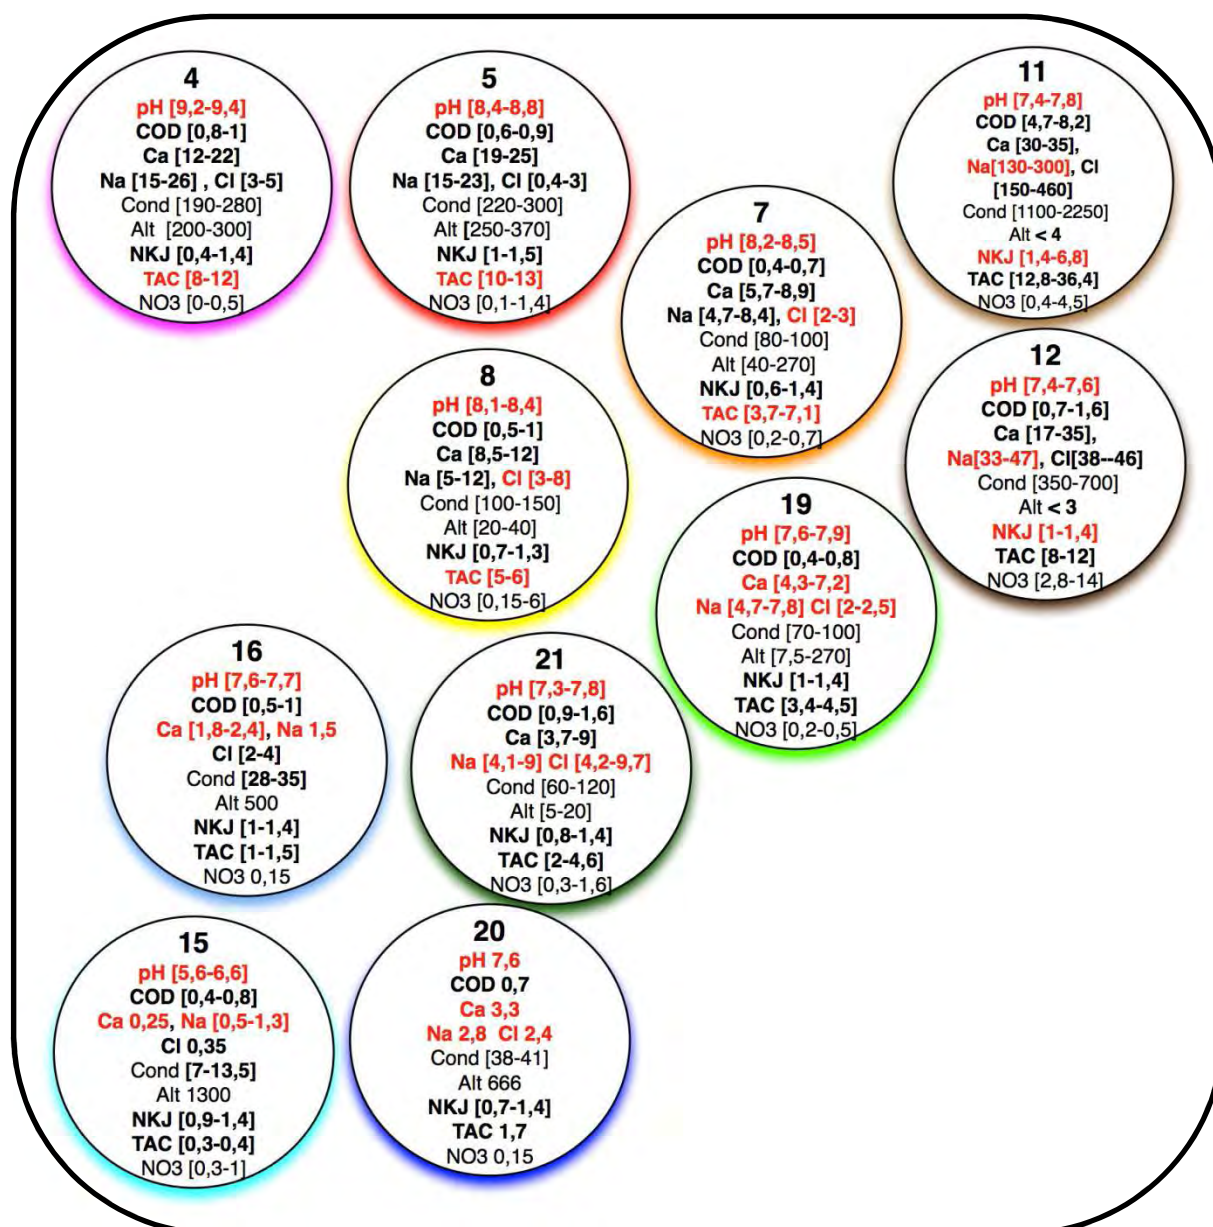 4
pH [9,2-9,4]
COD [0,8-1]
Ca [12-22]
Na [15-26] , Cl [3-5]
Cond [190-280]
Alt [200-300]
NKJ [0,4-1,4]
TAC [8-12]
NO3 [0-0,5]
5
pH [8,4-8,8]
COD [0,6-0,9]
Ca [19-25]
Na [15-23], Cl [0,4-3]
Cond [220-300]
Alt [250-370]
NKJ [1-1,5]
TAC [10-13]
NO3 [0,1-1,4]
11
pH [7,4-7,8]
COD [4,7-8,2]
Ca [30-35],
Na[130-300], Cl
[150-460]
Cond [1100-2250]
Alt < 4
NKJ [1,4-6,8]
TAC [12,8-36,4]
NO3 [0,4-4,5]
7
pH [8,2-8,5]
COD [0,4-0,7]
Ca [5,7-8,9]
Na [4,7-8,4], Cl [2-3]
Cond [80-100]
Alt [40-270]
NKJ [0,6-1,4]
TAC [3,7-7,1]
NO3 [0,2-0,7]
8
pH [8,1-8,4]
COD [0,5-1]
Ca [8,5-12]
Na [5-12], Cl [3-8]
Cond [100-150]
Alt [20-40]
NKJ [0,7-1,3]
TAC [5-6]
NO3 [0,15-6]
12
pH [7,4-7,6]
COD [0,7-1,6]
Ca [17-35],
Na[33-47], Cl[38--46]
Cond [350-700]
Alt < 3
NKJ [1-1,4]
TAC [8-12]
NO3 [2,8-14]
19
pH [7,6-7,9]
COD [0,4-0,8]
Ca [4,3-7,2]
Na [4,7-7,8] Cl [2-2,5]
Cond [70-100]
Alt [7,5-270]
NKJ [1-1,4]
TAC [3,4-4,5]
NO3 [0,2-0,5]
16
pH [7,6-7,7]
COD [0,5-1]
Ca [1,8-2,4], Na 1,5
Cl [2-4]
Cond [28-35]
Alt 500
NKJ [1-1,4]
TAC [1-1,5]
NO3 0,15
21
pH [7,3-7,8]
COD [0,9-1,6]
Ca [3,7-9]
Na [4,1-9] Cl [4,2-9,7]
Cond [60-120]
Alt [5-20]
NKJ [0,8-1,4]
TAC [2-4,6]
NO3 [0,3-1,6]
15
pH [5,6-6,6]
COD [0,4-0,8]
Ca 0,25, Na [0,5-1,3]
Cl 0,35
Cond [7-13,5]
Alt 1300
NKJ [0,9-1,4]
TAC [0,3-0,4]
NO3 [0,3-1]
20
pH 7,6
COD 0,7
Ca 3,3
Na 2,8 Cl 2,4
Cond [38-41]
Alt 666
NKJ [0,7-1,4]
TAC 1,7
NO3 0,15